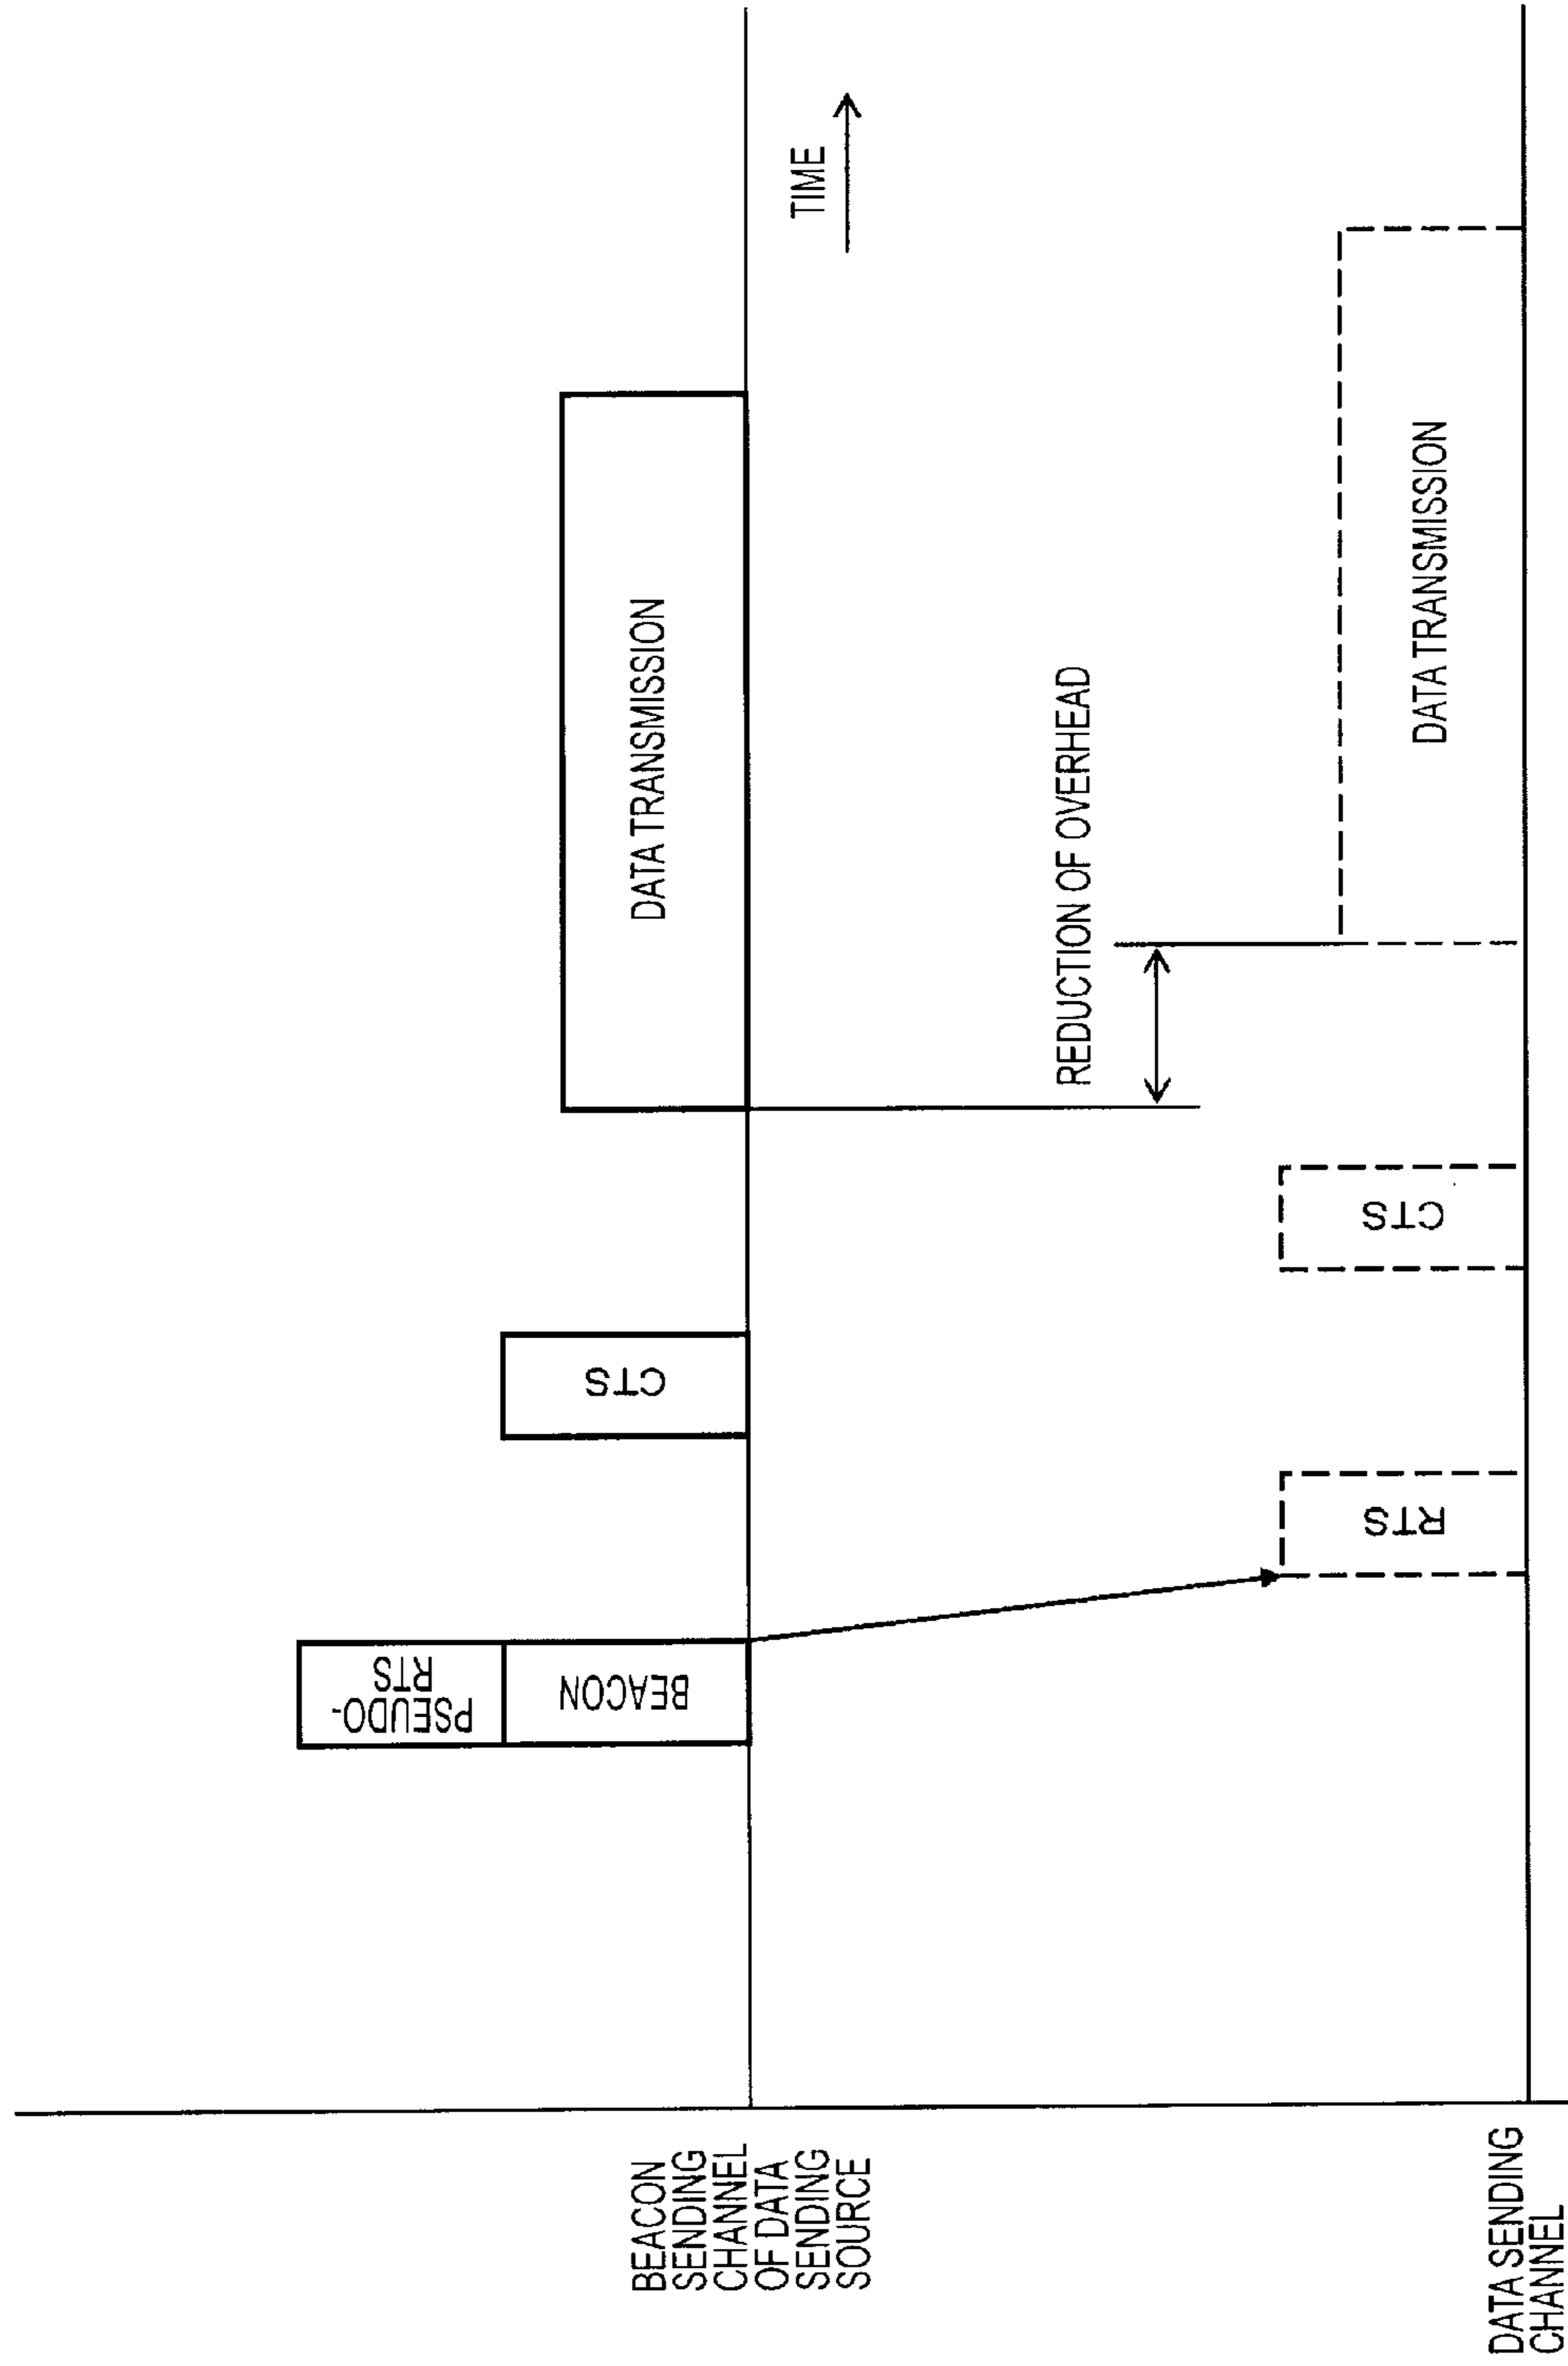 BEACON
SENDING
CHANNEL
OF DATA
SENDING
SOURCE
PSEUDO-
RTS
BEACON
CTS
DATA TRANSMISSION
TIME
REDUCTION OF OVERHEAD
DATA SENDING
CHANNEL
RTS
CTS
DATA TRANSMISSION